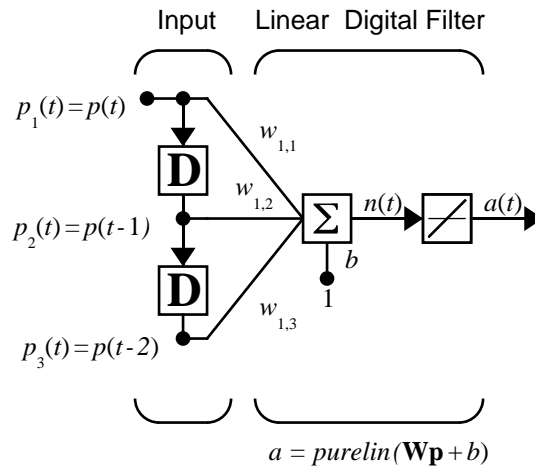 Input Linear Digital Filter
p1(t) = p(t)
w1,1
D
w1,2 n(t) a(t)
p2(t) = p(t-1)
Σ
b
D
1
w1,3
p3(t) = p(t-2)
a = purelin(Wp + b)